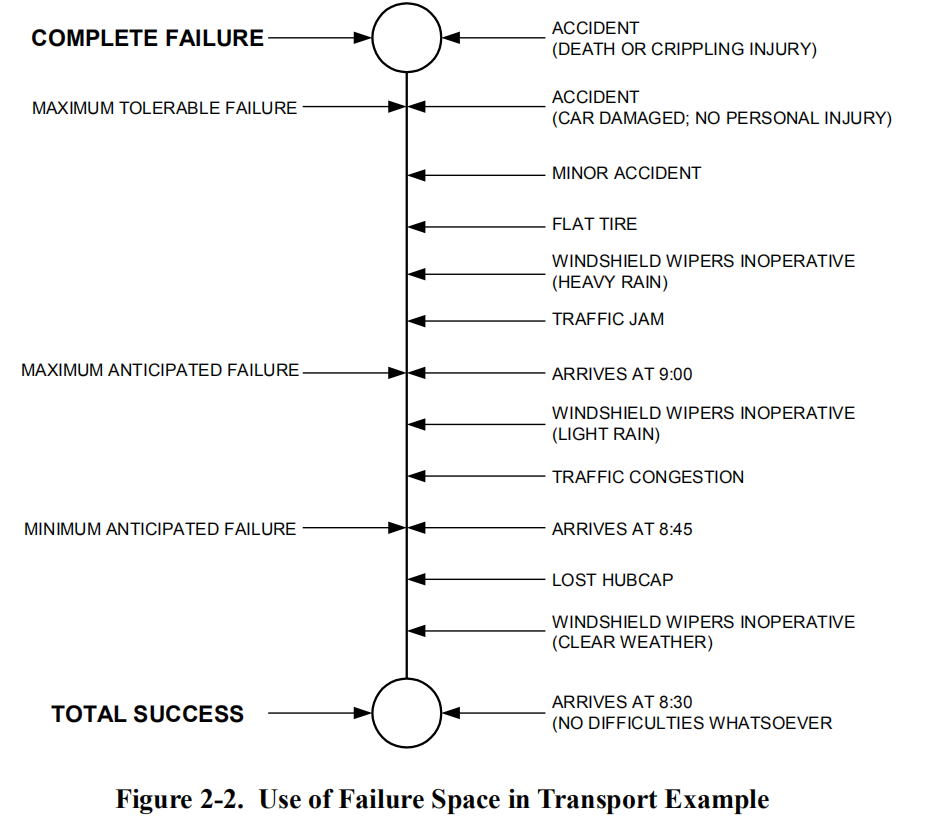 COMPLETE FAILURE
ACCIDENT
(DEATH OR CRIPPLING INJURY)
MAXIMUM TOLERABLE FAILURE
ACCIDENT
(CAR DAMAGED; NO PERSONAL INJURY)
MINOR ACCIDENT
FLAT TIRE
WINDSHIELD WIPERS INOPERATIVE
(HEAVY RAIN)
TRAFFIC JAM
MAXIMUM ANTICIPATED FAILURE
ARRIVES AT 9:00
WINDSHIELD WIPERS INOPERATIVE
(LIGHT RAIN)
TRAFFIC CONGESTION
MINIMUM ANTICIPATED FAILURE
ARRIVES AT 8:45
LOST HUBCAP
WINDSHIELD WIPERS INOPERATIVE
(CLEAR WEATHER)
TOTAL SUCCESS
ARRIVES AT 8:30
(NO DIFFICULTIES WHATSOEVER
Figure 2-2. Use of Failure Space in Transport Example